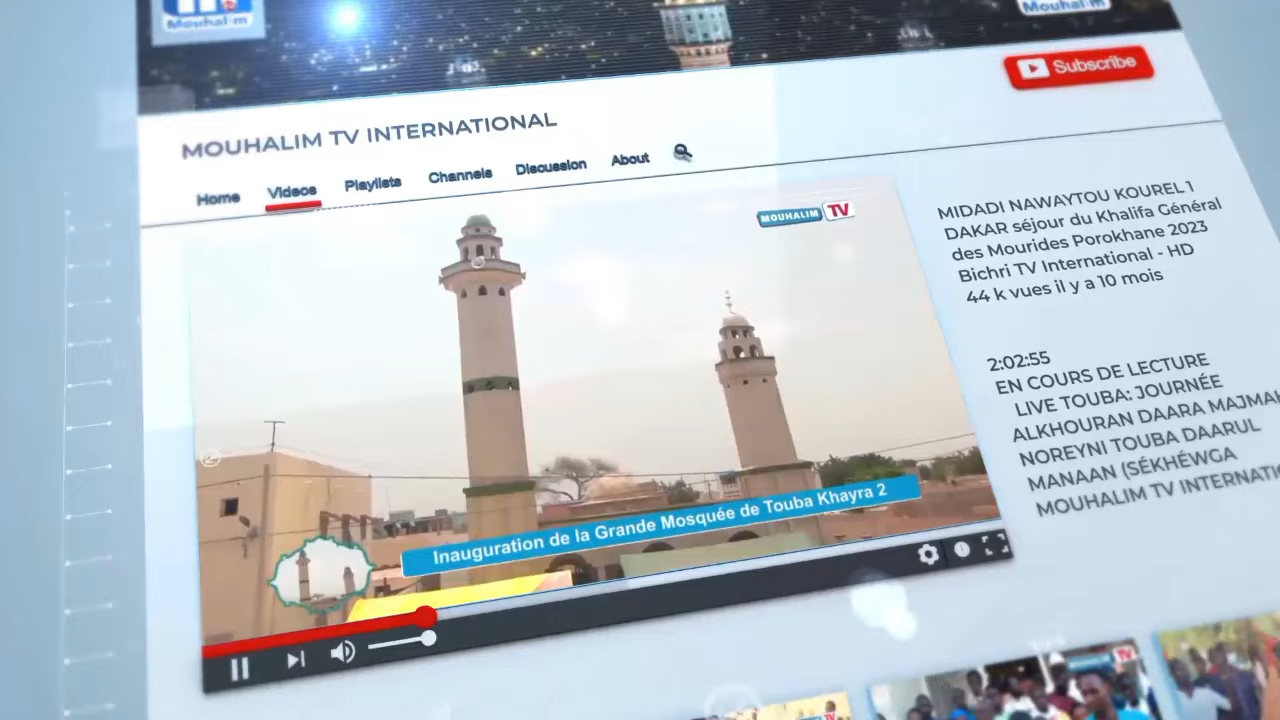 Mouhalim
Mouhalim
Subscribe
MOUHALIM TV INTERNATIONAL
Home Videos Playlists Channels Discussion About
MOUHALIM TV
MIDADI NAWAYTOU KOUREL 1
DAKAR séjour du Khalifa Général
des Mourides Porokhane 2023
Bichri TV International - HD
44 k vues il y a 10 mois
2:02:55
EN COURS DE LECTURE
LIVE TOUBA: JOURNÉE
ALKHOURAN DAARA MAJMA
NOREYNI TOUBA DAARUL
MANAAN (SÉKHÉWGA
MOUHALIM TV INTERNATI
Inauguration de la Grande Mosquée de Touba Khayra 2
TV